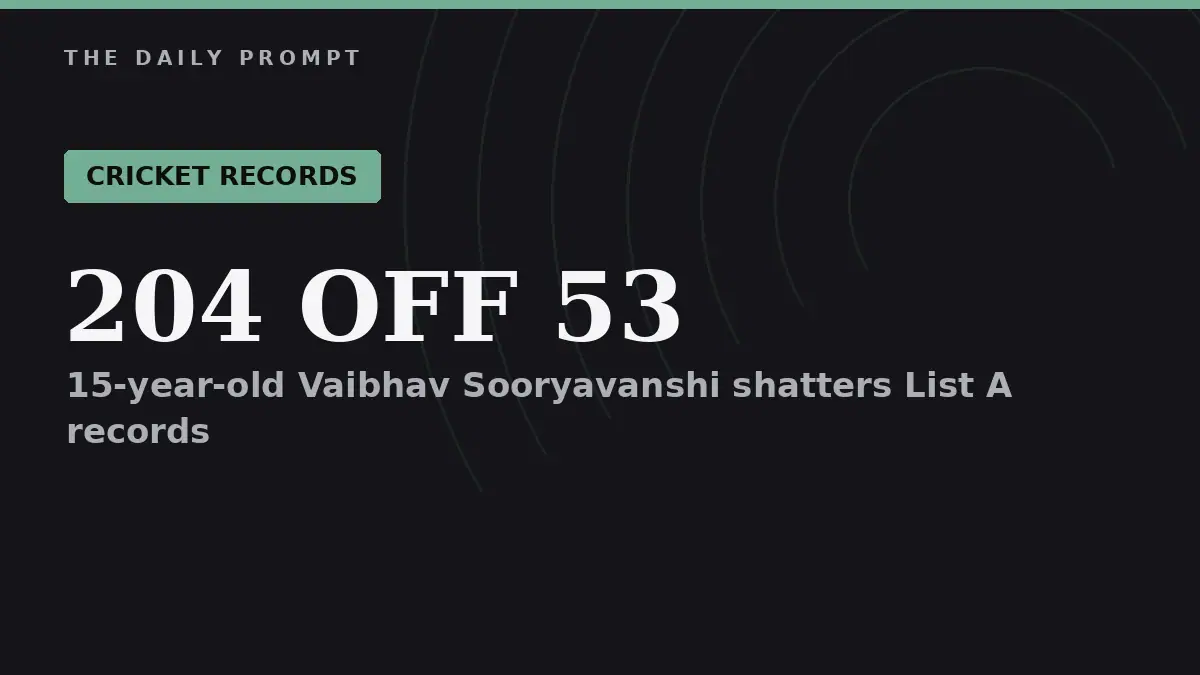 THE DAILY PROMPT
CRICKET RECORDS
204 OFF 53
15-year-old Vaibhav Sooryavanshi shatters List A
records